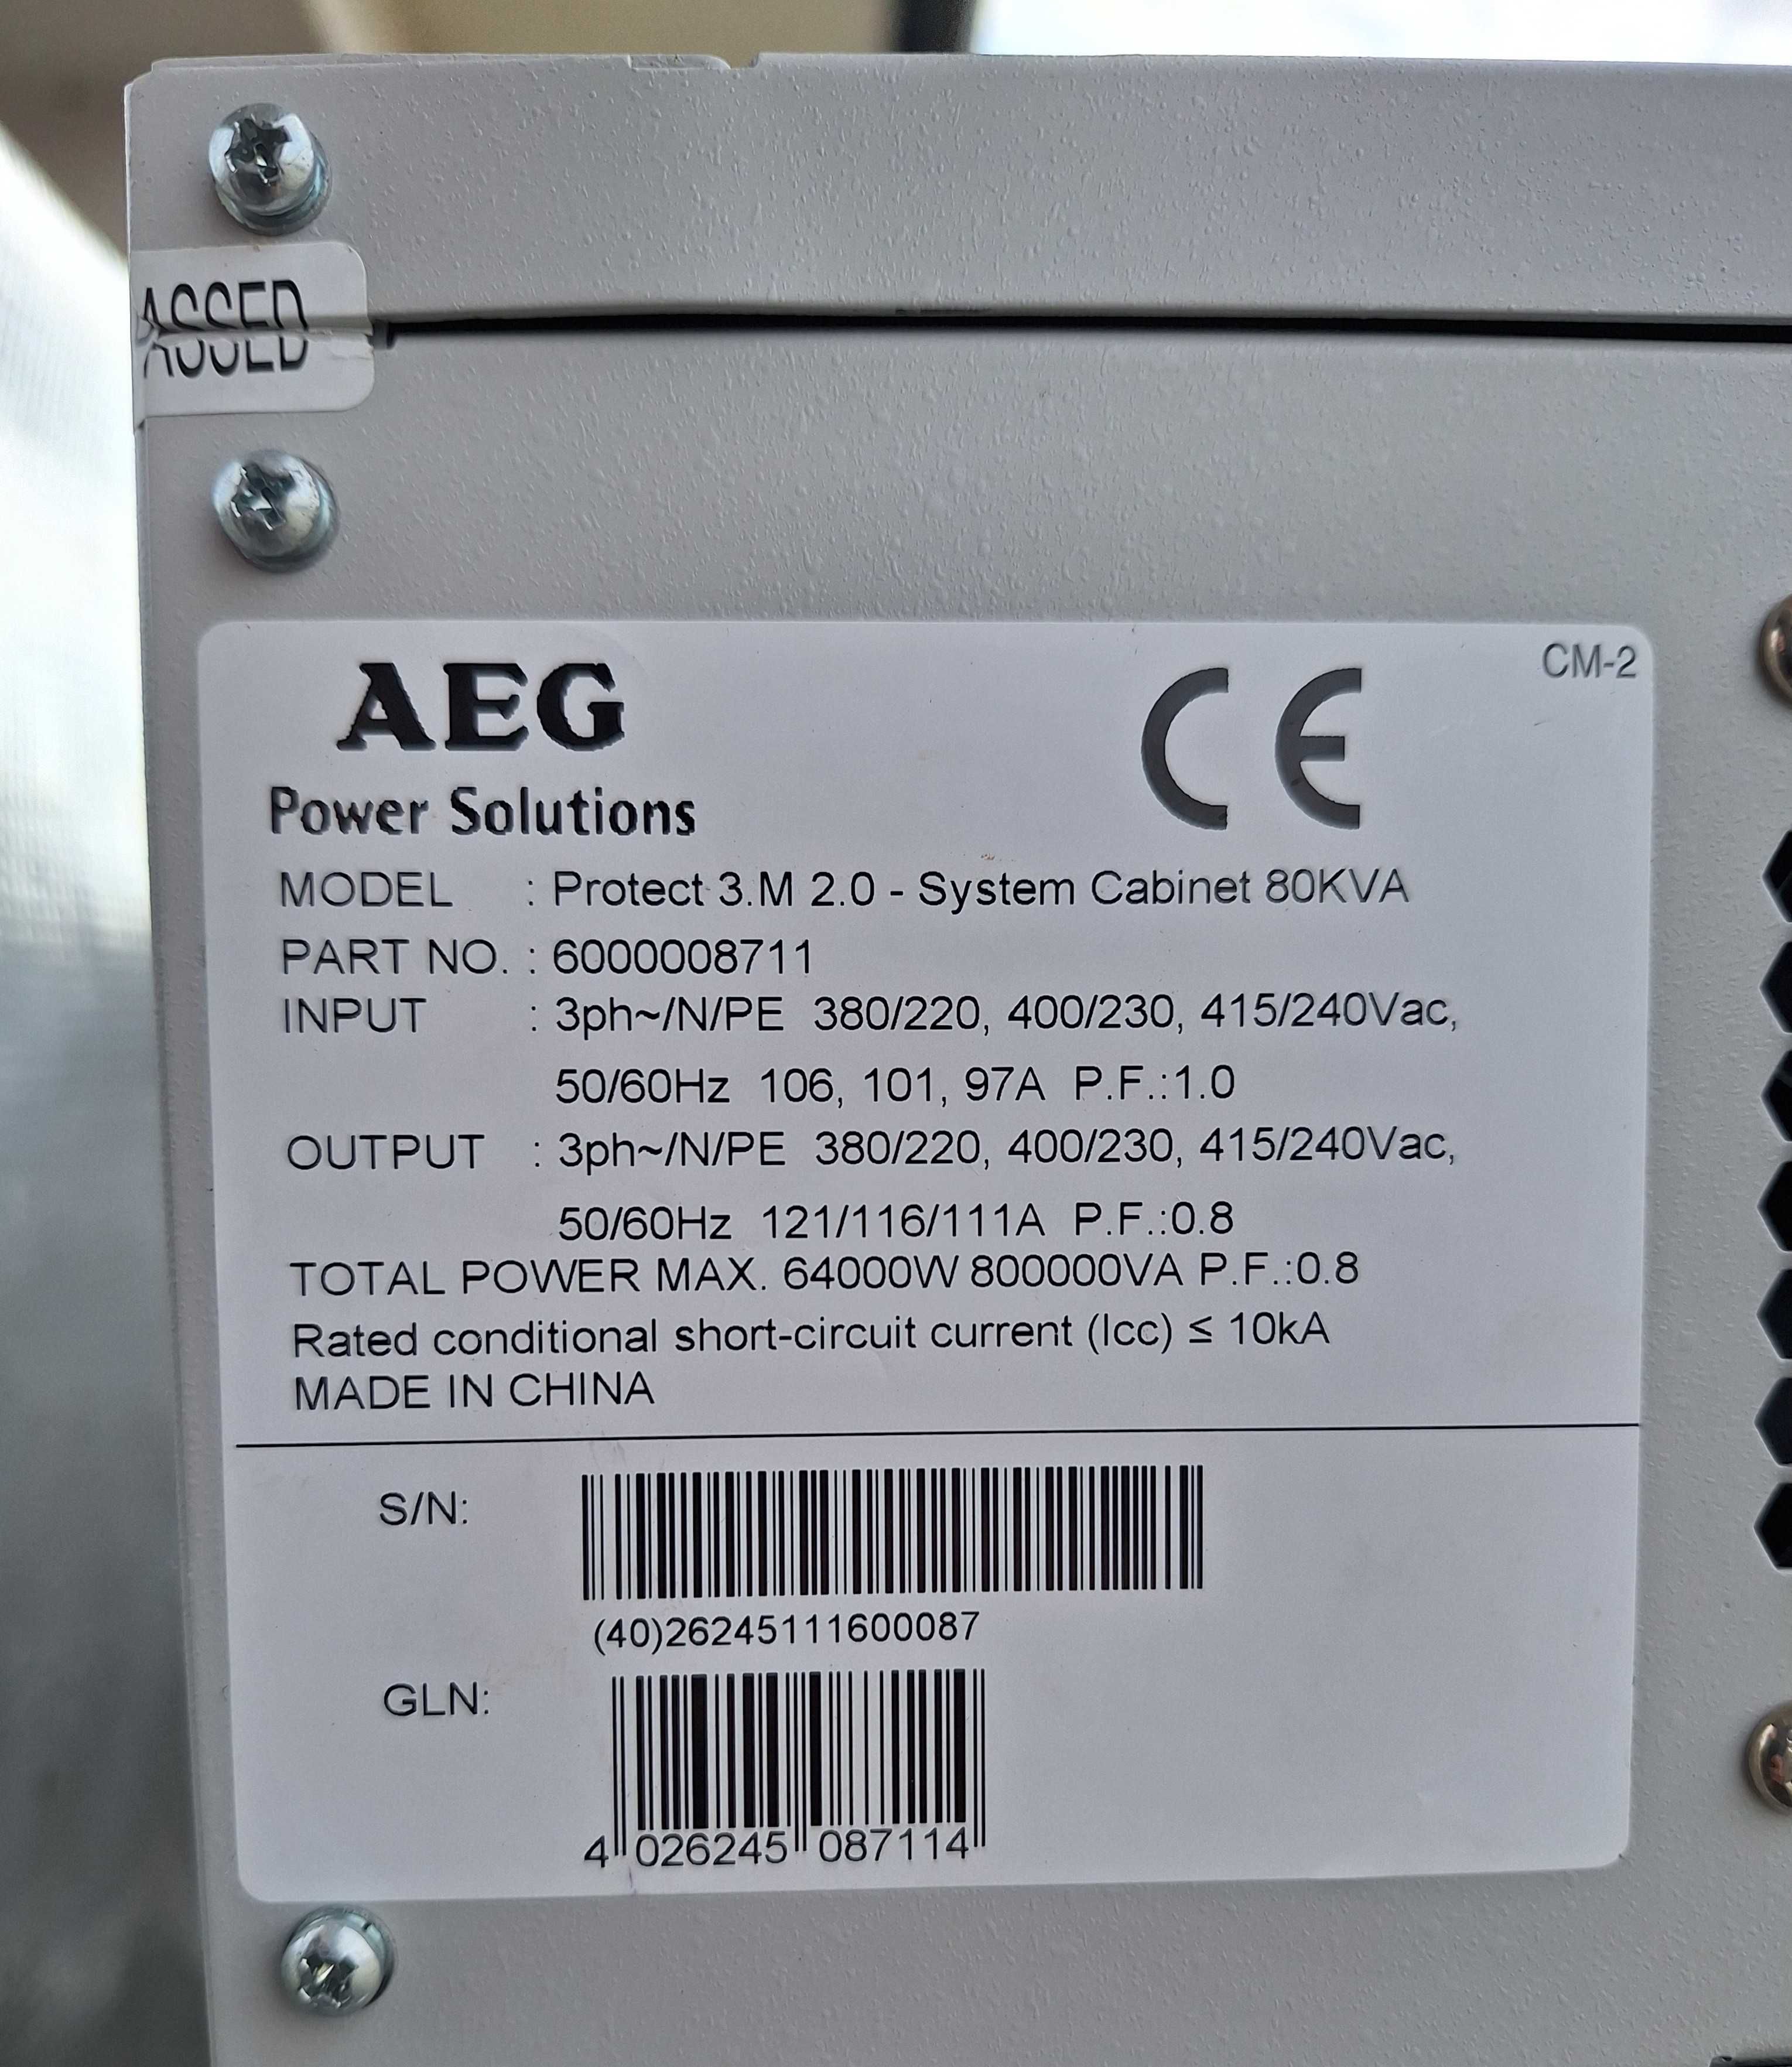 ASSED
CM-2
AEG
CE
Power Solutions
MODEL : Protect 3.M 2.0 - System Cabinet 80KVA
PART NO. : 6000008711
INPUT : 3ph~/N/PE 380/220, 400/230, 415/240Vac,
50/60Hz 106, 101, 97A P.F.:1.0
OUTPUT : 3ph~/N/PE 380/220, 400/230, 415/240Vac,
50/60Hz 121/116/111A P.F.:0.8
TOTAL POWER MAX. 64000W 800000VA P.F.:0.8
Rated conditional short-circuit current (Icc) ≤ 10kA
MADE IN CHINA
S/N:
(40)26245111600087
GLN:
4 026245 087114